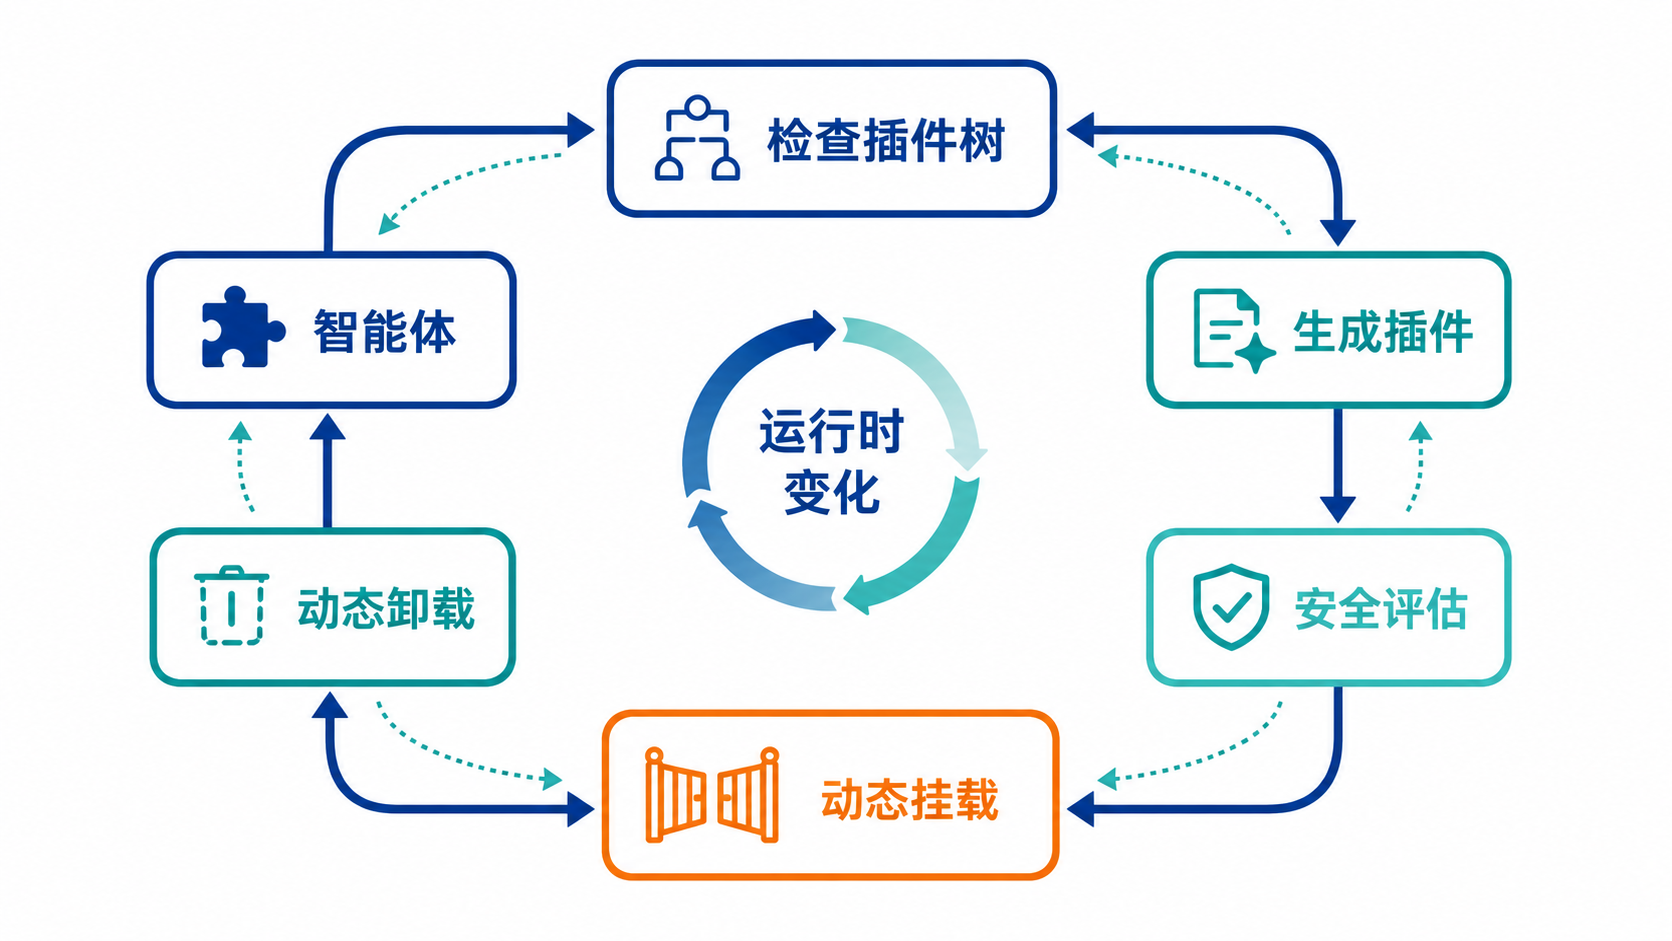 检查插件树
智能体
生成插件
运行时
变化
动态卸载
安全评估
动态挂载